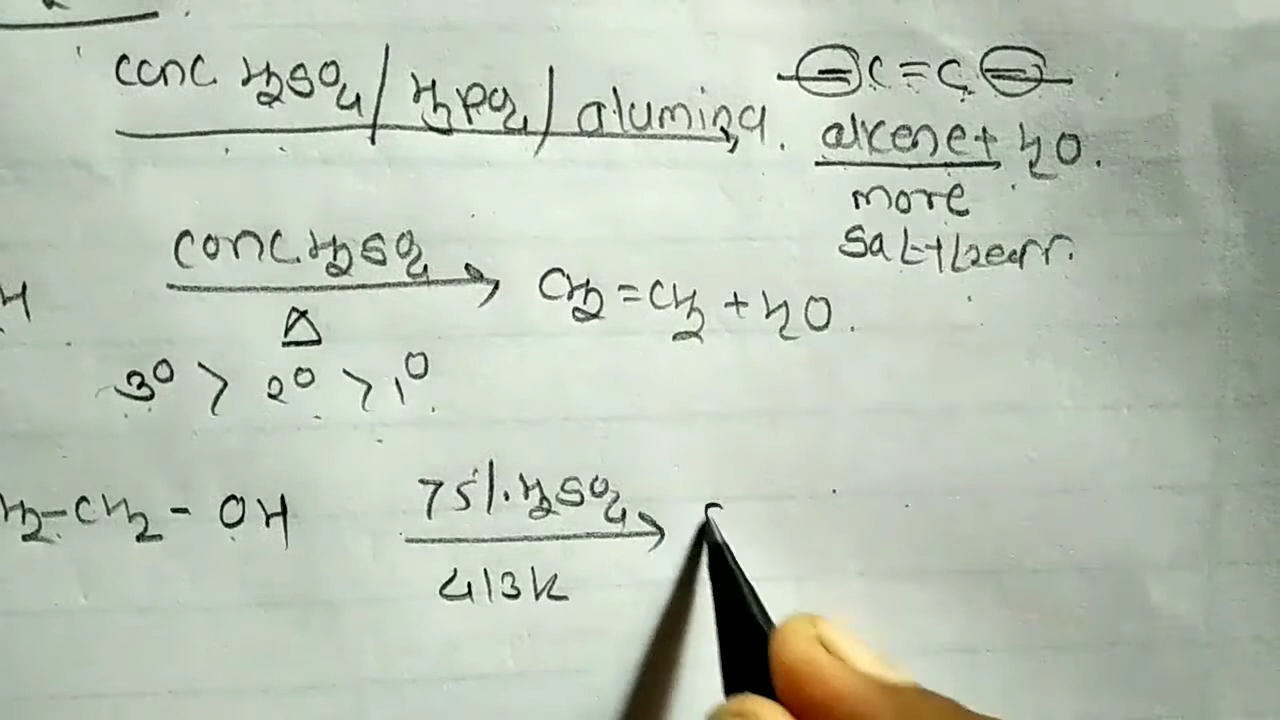 conc H2SO4/H3PO4/alumina.
C=C
alkene + H2O.
more
conc. H2SO4
Δ
H
CH2=CH2 + H2O.
3° > 2° > 1°
H2-CH2-OH
75%. H2SO4
413K